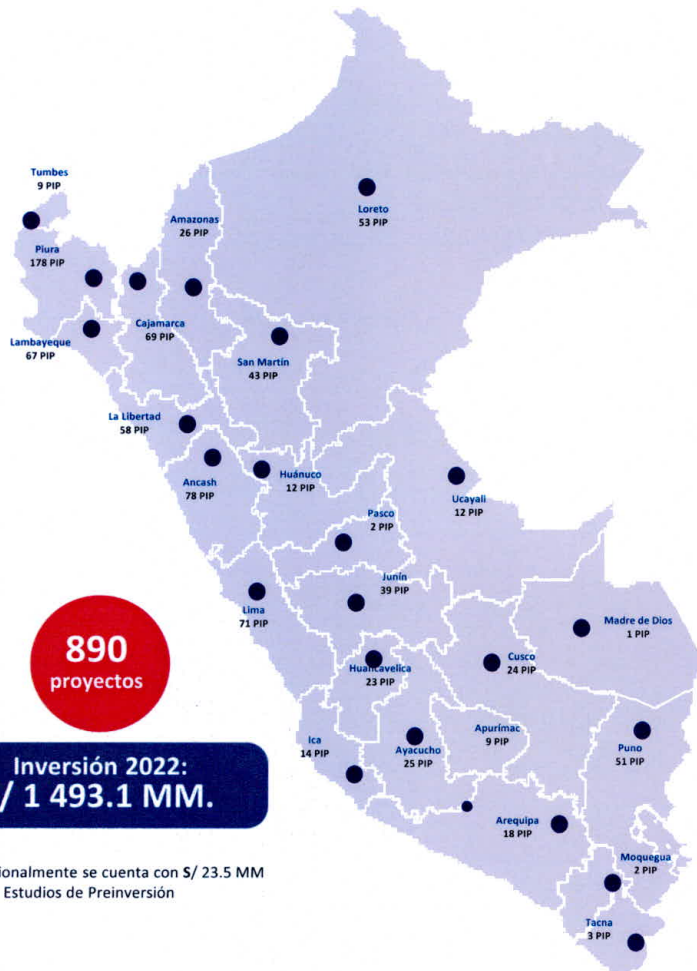 Tumbes
9 PIP
Loreto
53 PIP
Amazonas
26 PIP
Piura
178 PIP
Cajamarca
69 PIP
Lambayeque
67 PIP
San Martín
43 PIP
La Libertad
58 PIP
Ancash
78 PIP
Huánuco
12 PIP
Ucayali
12 PIP
Pasco
2 PIP
Junín
39 PIP
Lima
71 PIP
Madre de Dios
1 PIP
890
proyectos
Cusco
24 PIP
Huancavelica
23 PIP
Ica
14 PIP
Ayacucho
25 PIP
Apurímac
9 PIP
Puno
51 PIP
Inversión 2022:
/ 1 493.1 MM.
Arequipa
18 PIP
Moquegua
2 PIP
ionalmente se cuenta con S/ 23.5 MM
Estudios de Preinversión
Tacna
3 PIP